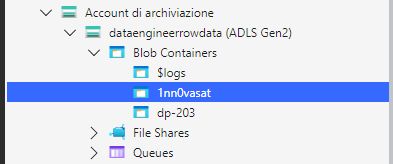 Account di archiviazione
dataengineerrowdata (ADLS Gen2)
Blob Containers
$logs
1nn0vasat
dp-203
File Shares
Queues